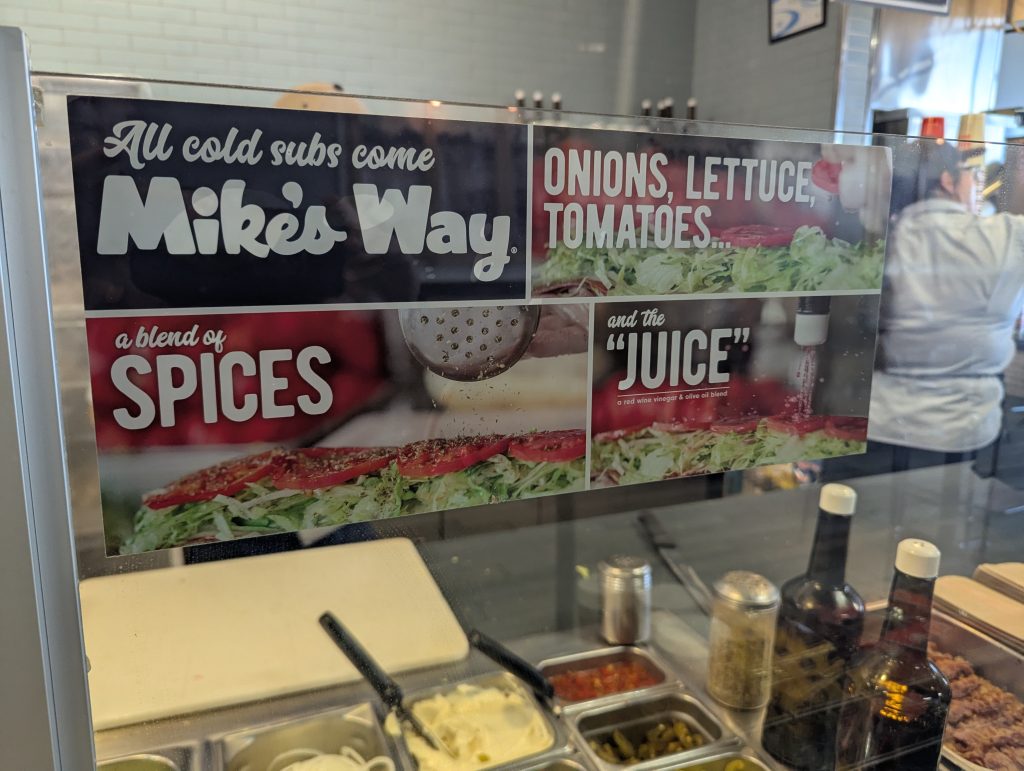 All cold subs come
Mike's Way®
ONIONS, LETTUCE,
TOMATOES...
a blend of
SPICES
and the
"JUICE"
a red wine vinegar & olive oil blend